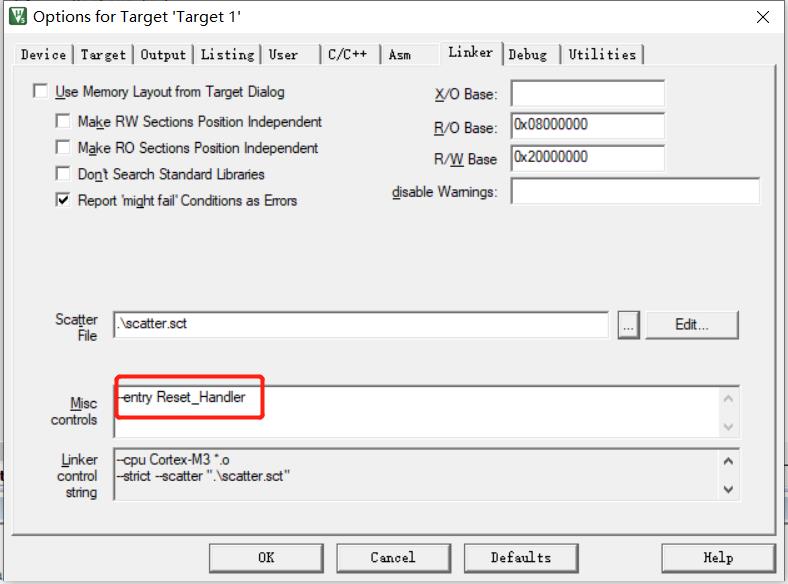 Options for Target 'Target 1'
Device Target Output Listing User C/C++ Asm Linker Debug Utilities
Use Memory Layout from Target Dialog
Make RW Sections Position Independent
Make RO Sections Position Independent
Don't Search Standard Libraries
Report 'might fail' Conditions as Errors
X/O Base:
R/O Base: 0x08000000
R/W Base 0x20000000
disable Warnings:
Scatter File
.\scatter.sct
... Edit...
Misc controls
--entry Reset_Handler
Linker control string
--cpu Cortex-M3 *.o
--strict --scatter ".\scatter.sct"
OK Cancel Defaults Help